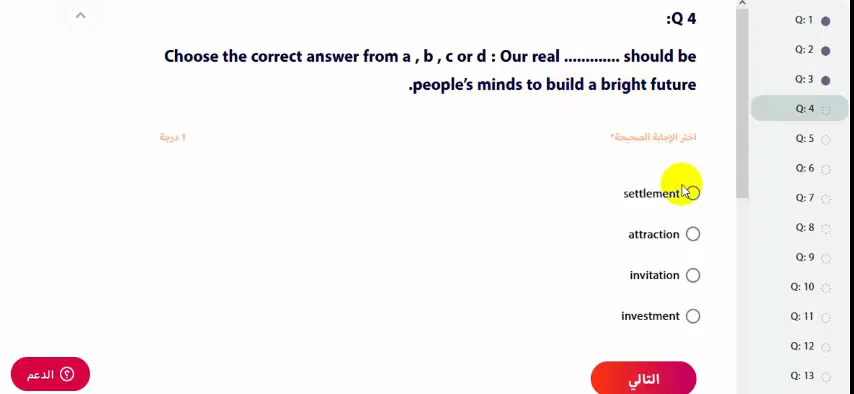 Q 4:
Choose the correct answer from a , b , c or d : Our real ............. should be
people's minds to build a bright future.
اختر الإجابة الصحيحة*
1 درجة
settlement
attraction
invitation
investment
التالي
الدعم
Q: 1
Q: 2
Q: 3
Q: 4
Q: 5
Q: 6
Q: 7
Q: 8
Q: 9
Q: 10
Q: 11
Q: 12
Q: 13